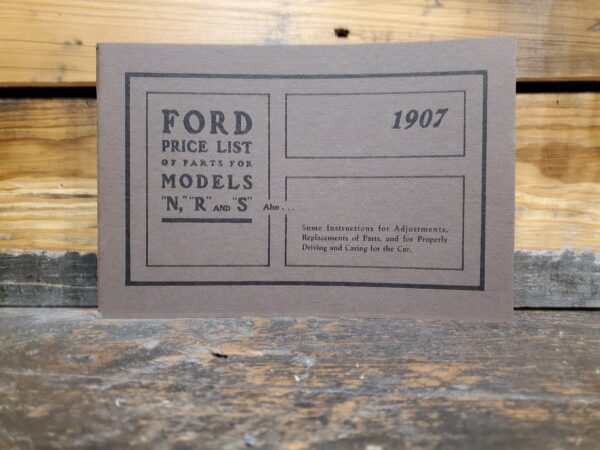 FORD
PRICE LIST
OF PARTS FOR
MODELS
"N," "R" AND "S" Also . . .
1907
Some Instructions for Adjustments,
Replacements of Parts, and for Properly
Driving and Caring for the Car.